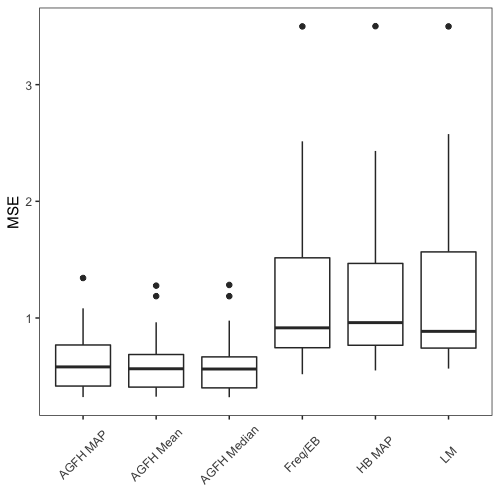 MSE
3
2
1
AGFH MAP
AGFH Mean
AGFH Median
Freq/EB
HB MAP
LM